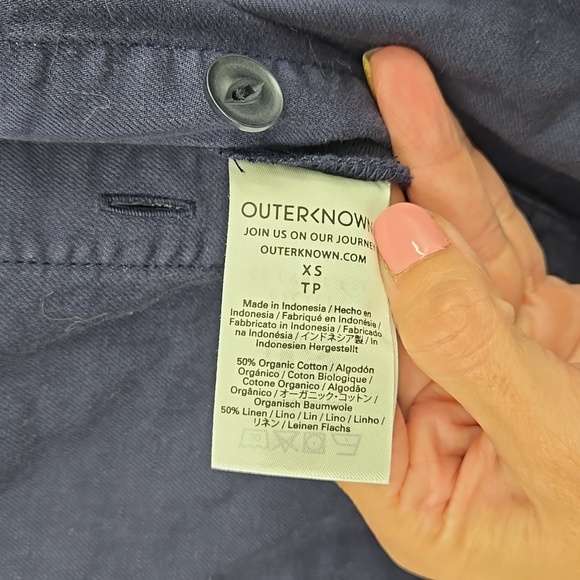 OUTERKNOWN
JOIN US ON OUR JOURNEY
OUTERKNOWN.COM
XS
TP
Made in Indonesia / Hecho en
Indonesia / Fabriqué en Indonésie /
Fabbricato in Indonesia / Fabricado
na Indonésia / インドネシア製 / In
Indonesien Hergestellt
50% Organic Cotton / Algodón
Orgánico / Coton Biologique /
Cotone Organico / Algodão
Orgânico / オーガニック・コットン /
Organisch Baumwole
50% Linen / Lino / Lin / Lino / Linho /
リネン / Leinen Flachs